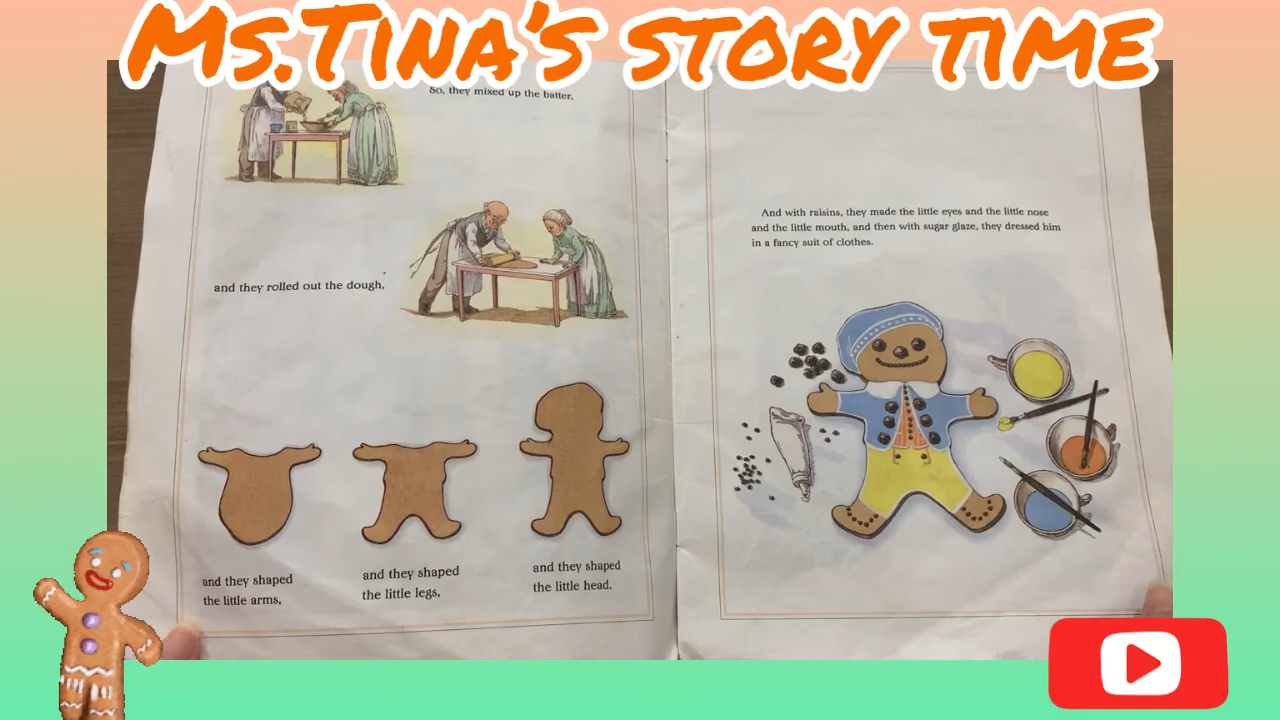 Ms.Tina's story time
So, they mixed up the batter,
and they rolled out the dough,
and they shaped
the little arms,
and they shaped
the little legs,
and they shaped
the little head.
And with raisins, they made the little eyes and the little nose
and the little mouth, and then with sugar glaze, they dressed him
in a fancy suit of clothes.